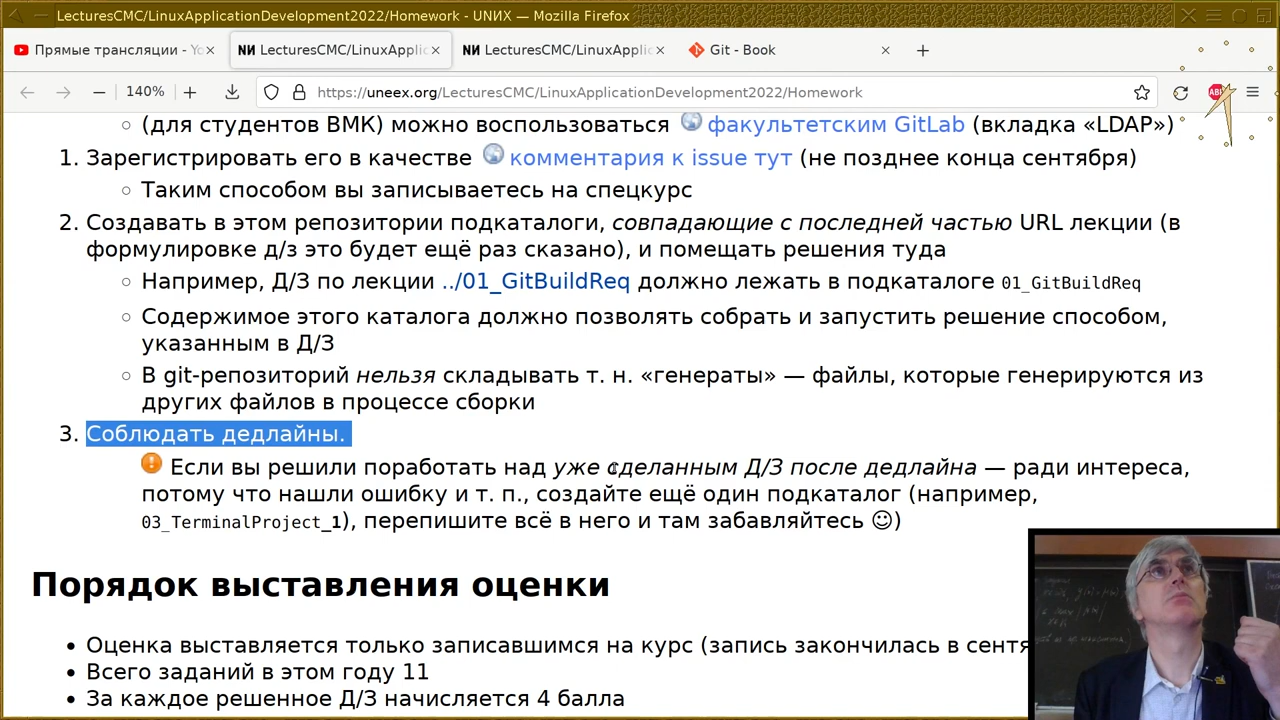 LecturesCMC/LinuxApplicationDevelopment2022/Homework - UNИX — Mozilla Firefox
Прямые трансляции - Yo
NИ LecturesCMC/LinuxApplic
NИ LecturesCMC/LinuxApplic
Git - Book
140%
https://uneex.org/LecturesCMC/LinuxApplicationDevelopment2022/Homework
(для студентов ВМК) можно воспользоваться факультетским GitLab (вкладка «LDAP»)
1. Зарегистрировать его в качестве комментария к issue тут (не позднее конца сентября)
Таким способом вы записываетесь на спецкурс
2. Создавать в этом репозитории подкаталоги, совпадающие с последней частью URL лекции (в
формулировке д/з это будет ещё раз сказано), и помещать решения туда
Например, Д/З по лекции ../01_GitBuildReq должно лежать в подкаталоге 01_GitBuildReq
Содержимое этого каталога должно позволять собрать и запустить решение способом,
указанным в Д/З
В git-репозиторий нельзя складывать т. н. «генераты» — файлы, которые генерируются из
других файлов в процессе сборки
3. Соблюдать дедлайны.
Если вы решили поработать над уже сделанным Д/З после дедлайна — ради интереса,
потому что нашли ошибку и т. п., создайте ещё один подкаталог (например,
03_TerminalProject_1), перепишите всё в него и там забавляйтесь ☺)
Порядок выставления оценки
Оценка выставляется только записавшимся на курс (запись закончилась в сентя
Всего заданий в этом году 11
За каждое решенное Д/З начисляется 4 балла